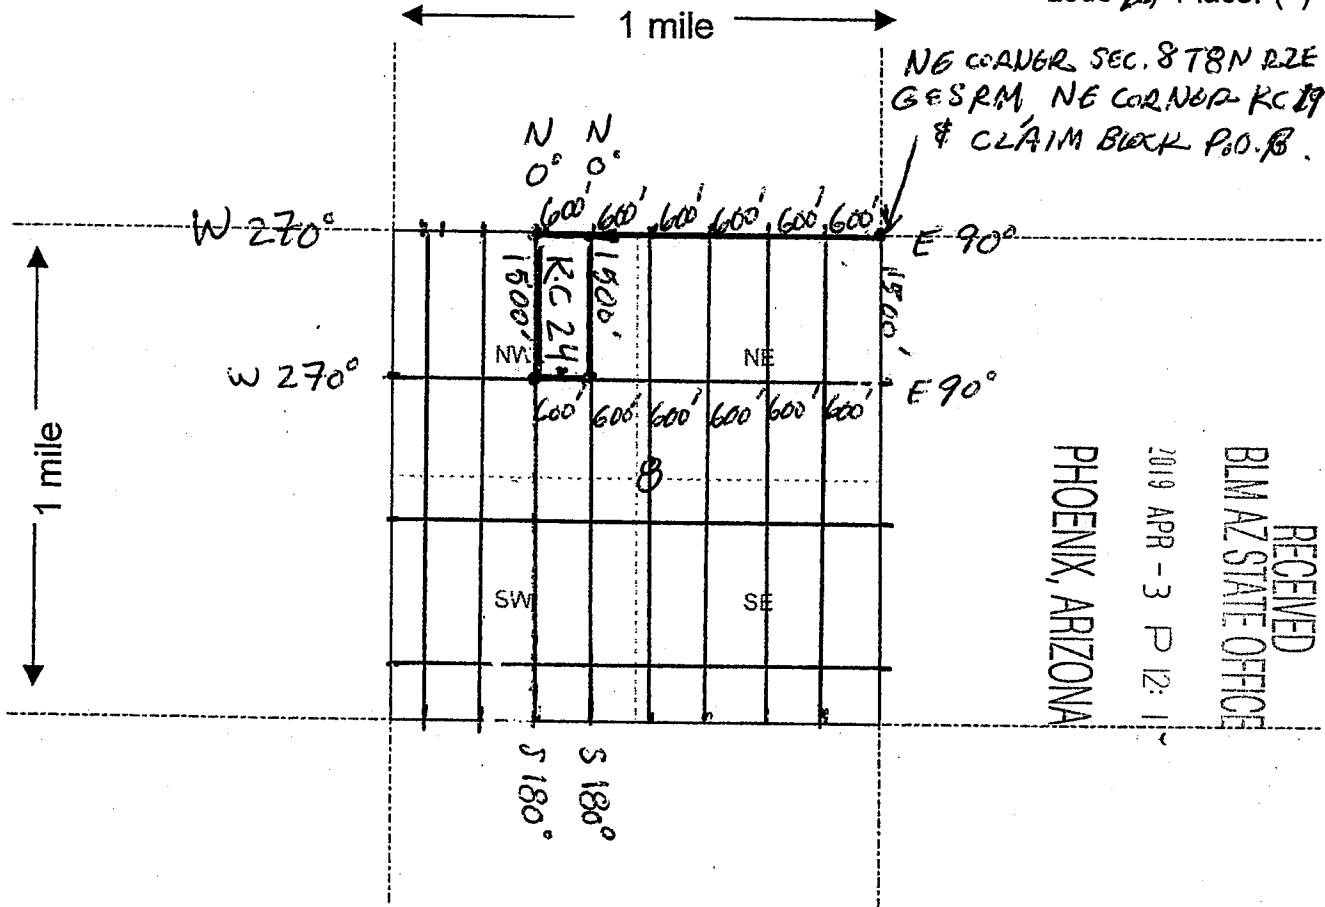 1 mile
NE CORNER SEC. 8 T8N R2E
G&SRM, NE CORNER KC 19
& CLAIM BLOCK P.O.B.
N N
0° 0°
600' 600' 600' 600' 600' 600'
W 270°
E 90°
1500'
KC 24
1500'
1500'
NW
NE
W 270°
E 90°
600' 600' 600' 600' 600' 600'
8
1 mile
SW
SE
S 180°
S 180°
RECEIVED
BLM AZ STATE OFFICE
2019 APR -3 P 12: 1
PHOENIX, ARIZONA